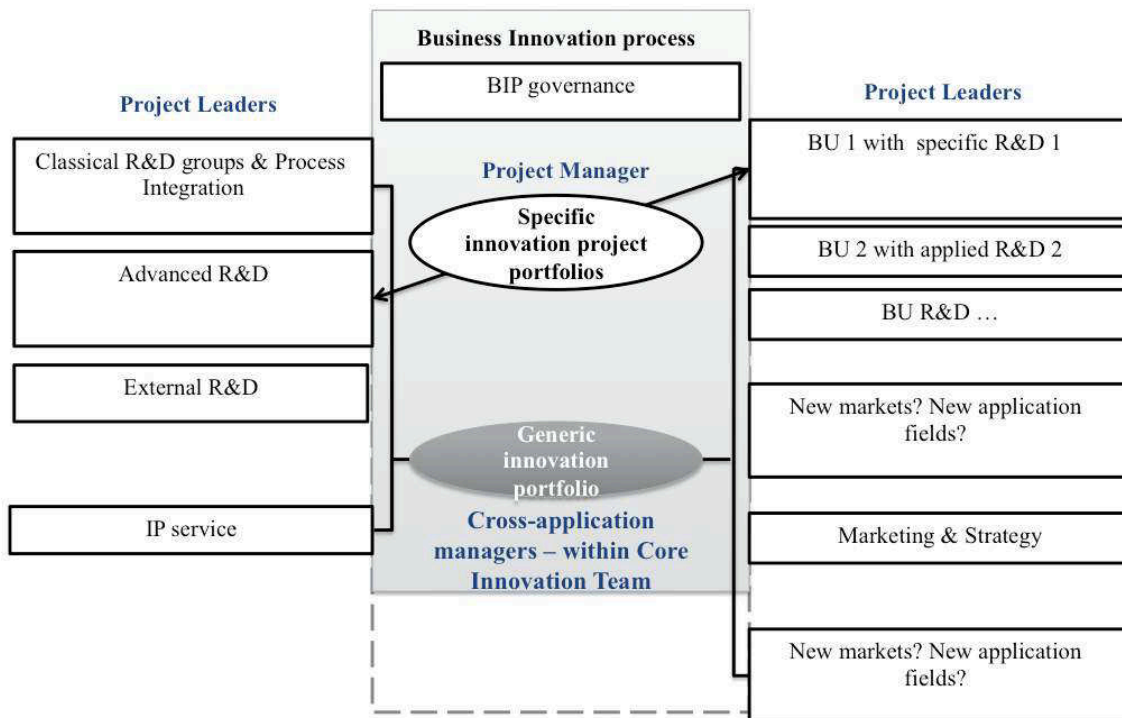 Business Innovation process
BIP governance
Project Leaders
Classical R&D groups & Process
Integration
Advanced R&D
External R&D
IP service
Project Manager
Specific
innovation project
portfolios
Generic
innovation
portfolio
Cross-application
managers – within Core
Innovation Team
Project Leaders
BU 1 with specific R&D 1
BU 2 with applied R&D 2
BU R&D …
New markets? New application
fields?
Marketing & Strategy
New markets? New application
fields?